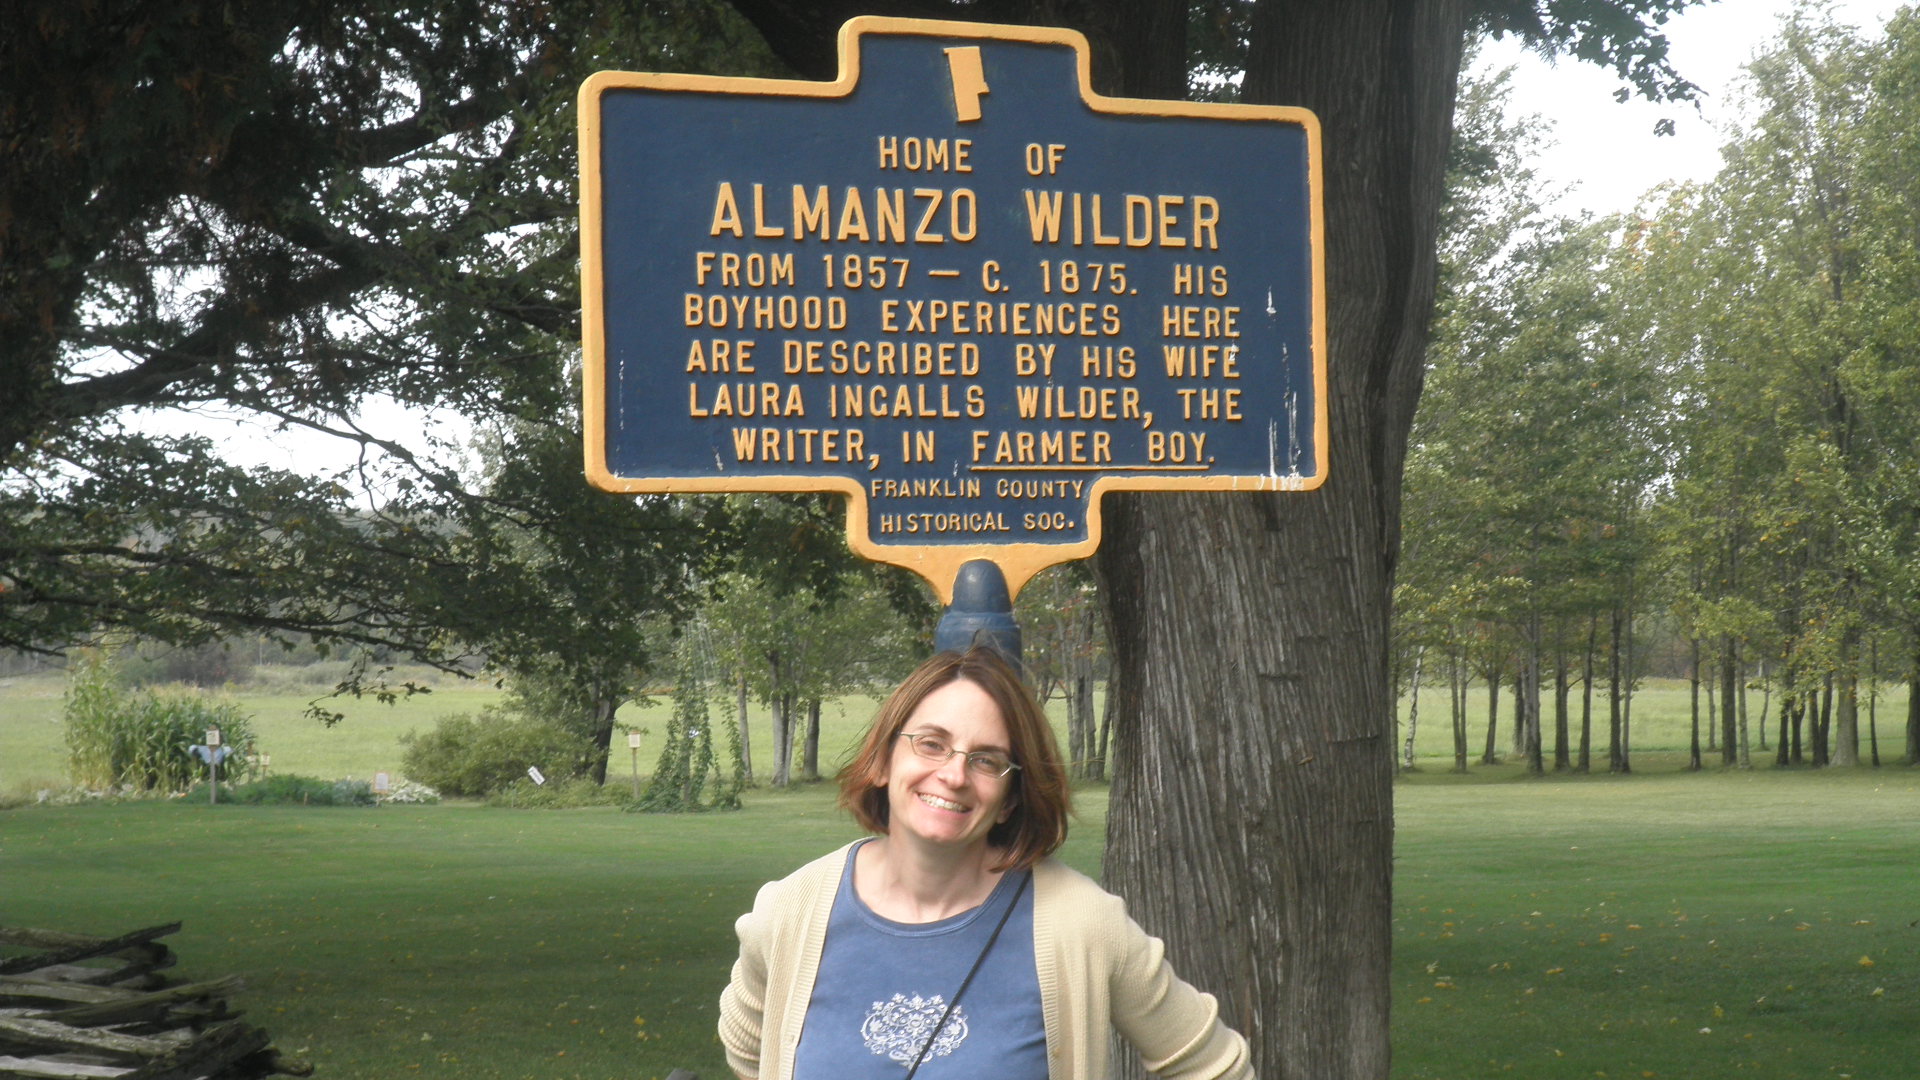 HOME OF
ALMANZO WILDER
FROM 1857 — C. 1875. HIS
BOYHOOD EXPERIENCES HERE
ARE DESCRIBED BY HIS WIFE
LAURA INGALLS WILDER, THE
WRITER, IN FARMER BOY.
FRANKLIN COUNTY
HISTORICAL SOC.